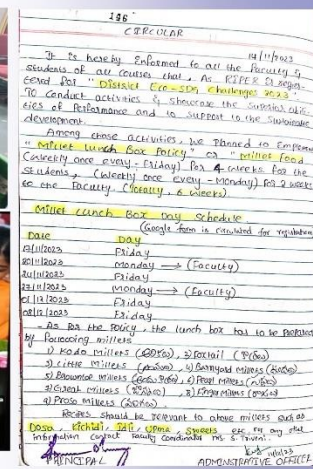 196
CIRCULAR
14/11/2023
It is hereby informed to all the Faculty &
students of all courses that, As RIPER is regis-
tered for "District Eco-SDG Challenges 2023"
To conduct activities & showcase the Superior abili-
ties of Performance and to support to the Sustainable
development.
Among those activities, we Planned to
"Millet Lunch Box Policy" or "Millet food
(weekly once every - Friday) for 4 weeks for the
students, (weekly once every - Monday) for 2 weeks
to the Faculty. (totally, 6 weeks)
Millet Lunch Box Day Schedule
(Google form is circulated for registration
Date Day
17/11/2023 Friday
20/11/2023 Monday → (Faculty)
24/11/2023 Friday
27/11/2023 Monday → (Faculty)
01/12/2023 Friday
08/12/2023 Friday
- As per the Policy, the lunch box has to be prepared
by millets
1) Kodo millets 2) Foxtail
3) Little Millets 4) Barnyard Millets
5) Browntop Millets 6) Pearl Millets
7) Great Millets 8) Finger Millets
9) Proso Millets
Recipes should be relevant to above millets such as
Dosa, Kichidi, Idli, Upma, Sweets etc. For any other
information contact Faculty coordinator Ms S.
PRINCIPAL ADMINISTRATIVE OFFICER